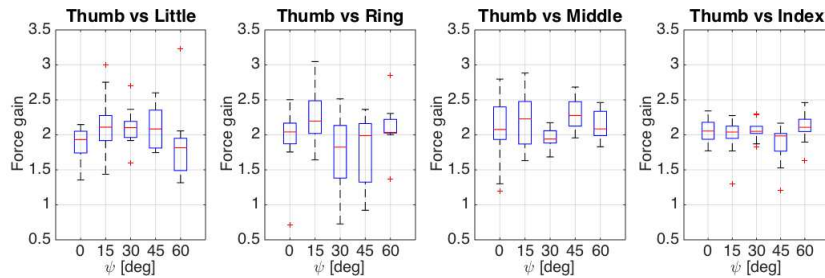 Thumb vs Little
Force gain
3.5
3
2.5
2
1.5
1
0.5
0 15 30 45 60
ψ [deg]
Thumb vs Ring
Force gain
3.5
3
2.5
2
1.5
1
0.5
0 15 30 45 60
ψ [deg]
Thumb vs Middle
Force gain
3.5
3
2.5
2
1.5
1
0.5
0 15 30 45 60
ψ [deg]
Thumb vs Index
Force gain
3.5
3
2.5
2
1.5
1
0.5
0 15 30 45 60
ψ [deg]